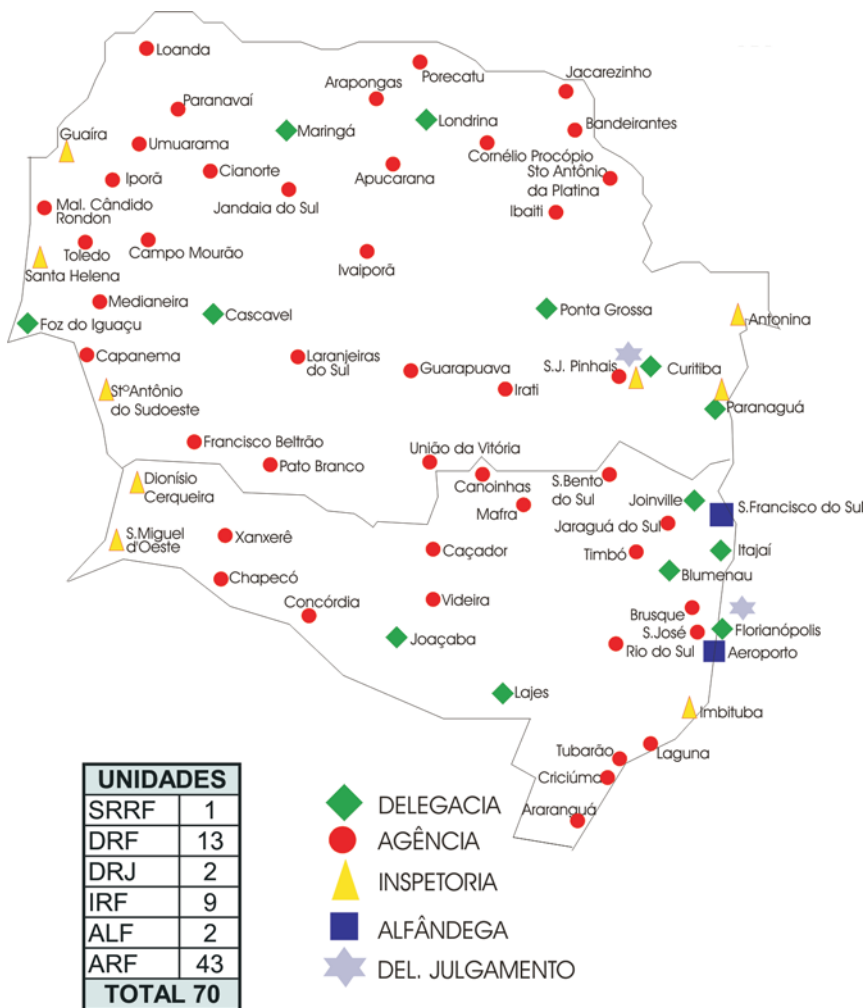 Loanda
Porecatu
Jacarezinho
Arapongas
Paranavaí
Londrina
Maringá
Bandeirantes
Guaíra
Umuarama
Cornélio Procópio
Cianorte
Apucarana
Sto Antônio
da Platina
Iporã
Jandaia do Sul
Ibaiti
Mal. Cândido
Rondon
Toledo
Campo Mourão
Ivaiporã
Santa Helena
Medianeira
Cascavel
Ponta Grossa
Antonina
Foz do Iguaçu
Capanema
Laranjeiras
do Sul
Guarapuava
S.J. Pinhais
Curitiba
Irati
StºAntônio
do Sudoeste
Paranaguá
Francisco Beltrão
União da Vitória
Pato Branco
Dionísio
Cerqueira
Canoinhas
S.Bento
do Sul
Joinville
S.Francisco do Sul
Mafra
Jaraguá do Sul
S.Miguel
d'Oeste
Xanxerê
Caçador
Timbó
Itajaí
Chapecó
Blumenau
Concórdia
Videira
Brusque
S.José
Florianópolis
Joaçaba
Rio do Sul
Aeroporto
Lajes
Imbituba
Tubarão
Laguna
Criciúma
Araranguá
UNIDADES
SRRF 1
DRF 13
DRJ 2
IRF 9
ALF 2
ARF 43
TOTAL 70
DELEGACIA
AGÊNCIA
INSPETORIA
ALFÂNDEGA
DEL. JULGAMENTO